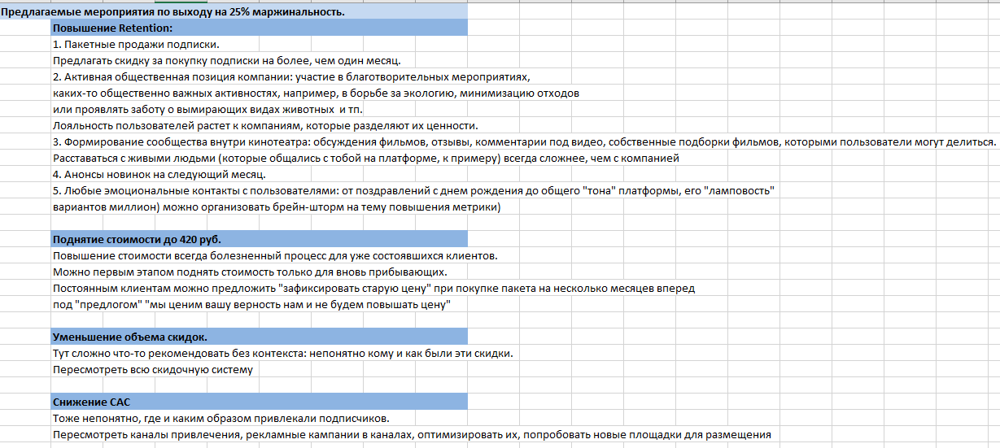 Предлагаемые мероприятия по выходу на 25% маржинальность.
Повышение Retention:
1. Пакетные продажи подписки.
Предлагать скидку за покупку подписки на более, чем один месяц.
2. Активная общественная позиция компании: участие в благотворительных мероприятиях,
каких-то общественно важных активностях, например, в борьбе за экологию, минимизацию отходов
или проявлять заботу о вымирающих видах животных и тп.
Лояльность пользователей растет к компаниям, которые разделяют их ценности.
3. Формирование сообщества внутри кинотеатра: обсуждения фильмов, отзывы, комментарии под видео, собственные подборки фильмов, которыми пользователи могут делиться.
Расставаться с живыми людьми (которые общались с тобой на платформе, к примеру) всегда сложнее, чем с компанией
4. Анонсы новинок на следующий месяц.
5. Любые эмоциональные контакты с пользователями: от поздравлений с днем рождения до общего "тона" платформы, его "ламповость"
вариантов миллион) можно организовать брейн-шторм на тему повышения метрики)
Поднятие стоимости до 420 руб.
Повышение стоимости всегда болезненный процесс для уже состоявшихся клиентов.
Можно первым этапом поднять стоимость только для вновь прибывающих.
Постоянным клиентам можно предложить "зафиксировать старую цену" при покупке пакета на несколько месяцев вперед
под "предлогом" "мы ценим вашу верность нам и не будем повышать цену"
Уменьшение объема скидок.
Тут сложно что-то рекомендовать без контекста: непонятно кому и как были эти скидки.
Пересмотреть всю скидочную систему
Снижение CAC
Тоже непонятно, где и каким образом привлекали подписчиков.
Пересмотреть каналы привлечения, рекламные кампании в каналах, оптимизировать их, попробовать новые площадки для размещения